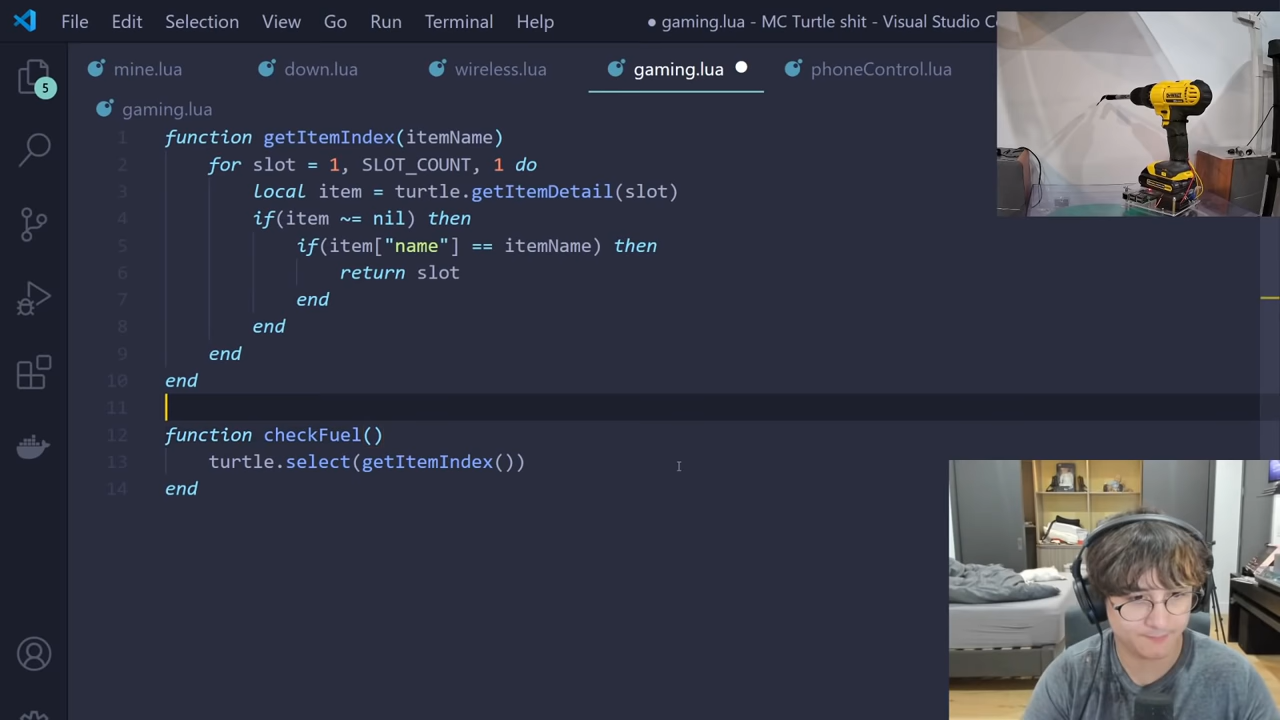 File Edit Selection View Go Run Terminal Help ● gaming.lua - MC Turtle shit - Visual Studio
mine.lua down.lua wireless.lua gaming.lua phoneControl.lua
5
gaming.lua
1 function getItemIndex(itemName)
2 for slot = 1, SLOT_COUNT, 1 do
3 local item = turtle.getItemDetail(slot)
4 if(item ~= nil) then
5 if(item["name"] == itemName) then
6 return slot
7 end
8 end
9 end
10 end
11
12 function checkFuel()
13 turtle.select(getItemIndex())
14 end
DEWALT